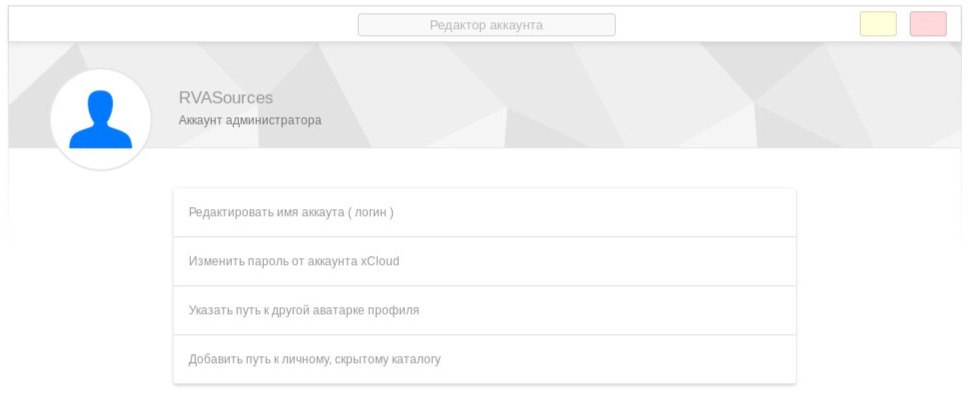 Редактор аккаунта
RVASources
Аккаунт администратора
Редактировать имя аккаута ( логин )
Изменить пароль от аккаунта xCloud
Указать путь к другой аватарке профиля
Добавить путь к личному, скрытому каталогу